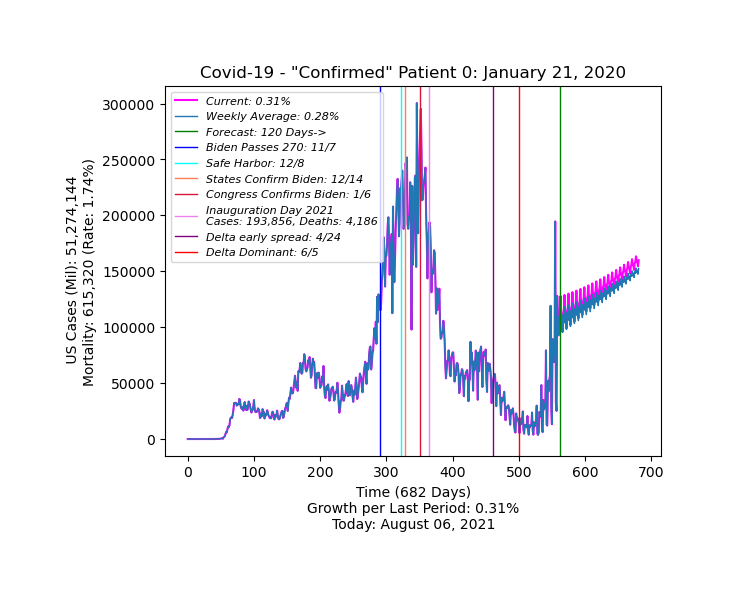 Covid-19 - "Confirmed" Patient 0: January 21, 2020
US Cases (Mil): 51,274,144
Mortality: 615,320 (Rate: 1.74%)
300000
250000
200000
150000
100000
50000
0
Current: 0.31%
Weekly Average: 0.28%
Forecast: 120 Days->
Biden Passes 270: 11/7
Safe Harbor: 12/8
States Confirm Biden: 12/14
Congress Confirms Biden: 1/6
Inauguration Day 2021
Cases: 193,856, Deaths: 4,186
Delta early spread: 4/24
Delta Dominant: 6/5
0 100 200 300 400 500 600 700
Time (682 Days)
Growth per Last Period: 0.31%
Today: August 06, 2021